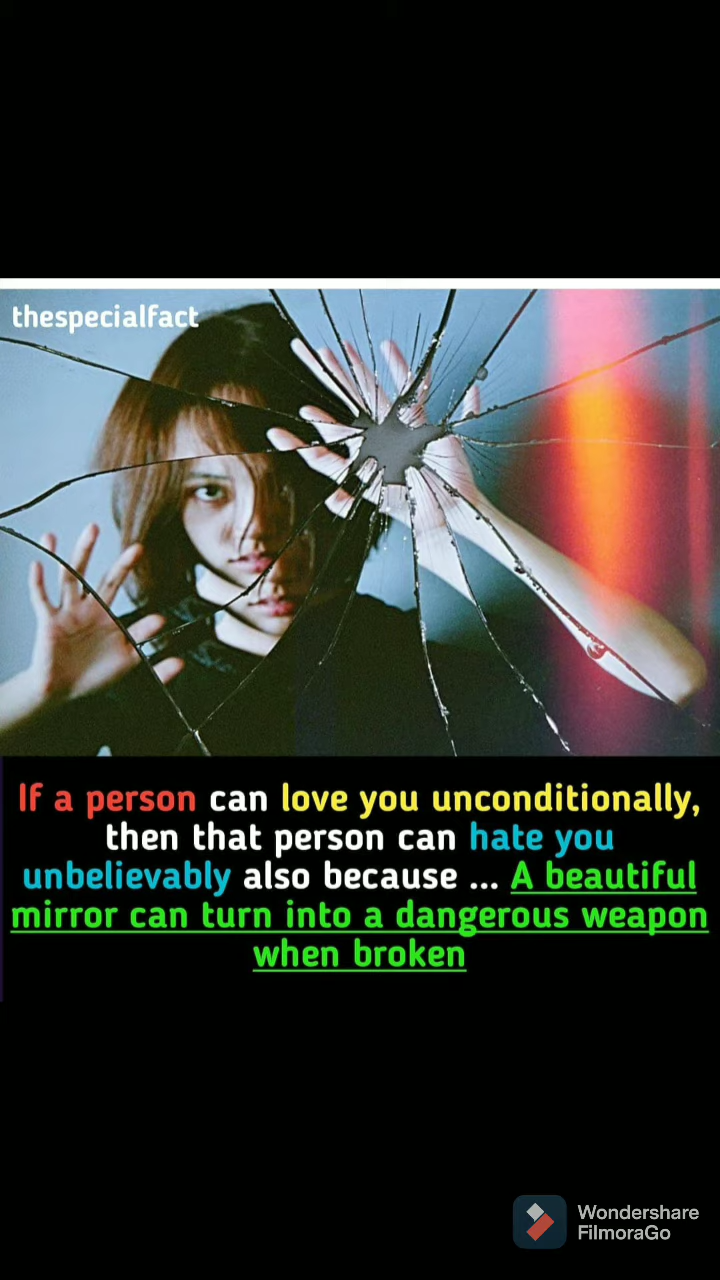 thespecialfact
If a person can love you unconditionally,
then that person can hate you
unbelievably also because ... A beautiful
mirror can turn into a dangerous weapon
when broken
Wondershare
FilmoraGo